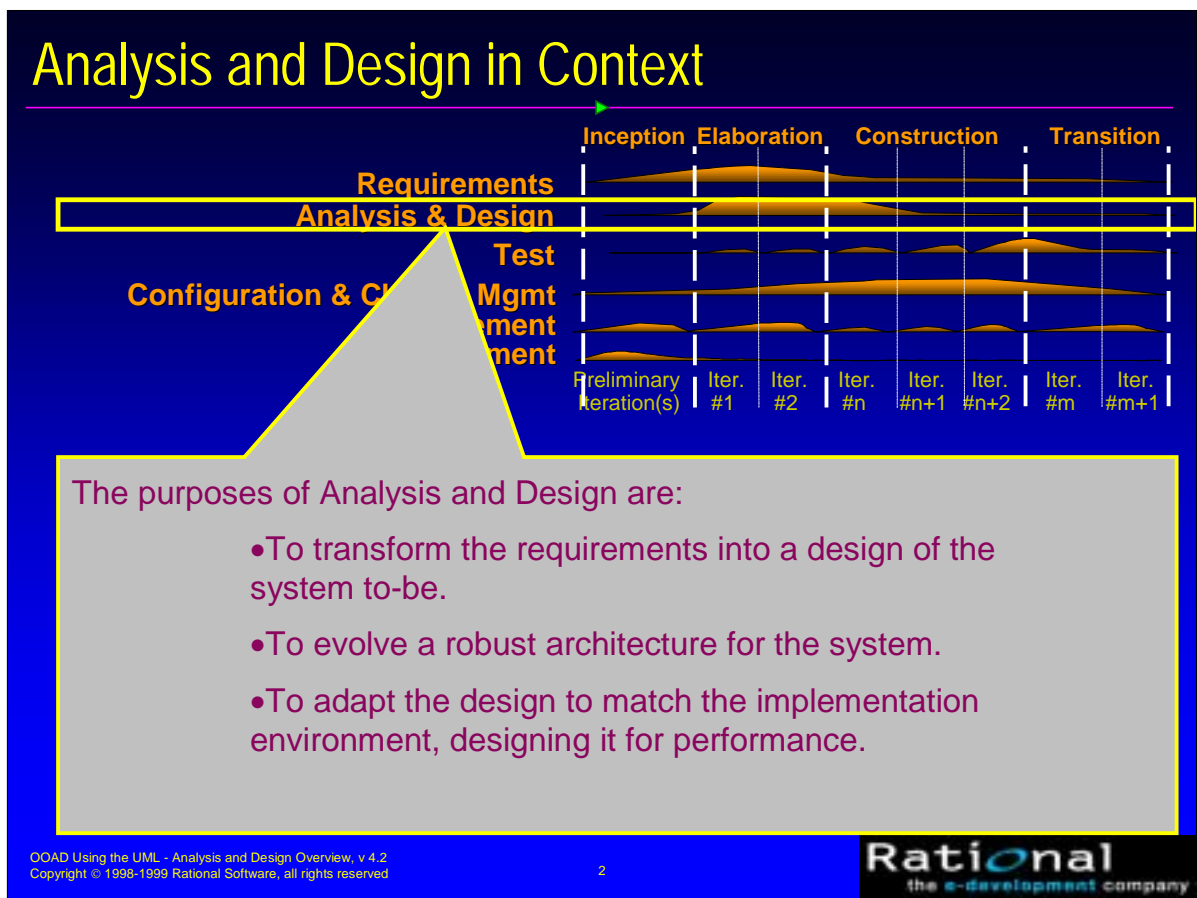 Analysis and Design in Context
Inception Elaboration Construction Transition
Requirements
Analysis & Design
Test
Configuration & Mgmt
Preliminary Iter. Iter. Iter. Iter. Iter. Iter. Iter.
Iteration(s) #1 #2 #n #n+1 #n+2 #m #m+1
The purposes of Analysis and Design are:
•To transform the requirements into a design of the
system to-be.
•To evolve a robust architecture for the system.
•To adapt the design to match the implementation
environment, designing it for performance.
OOAD Using the UML - Analysis and Design Overview, v 4.2
Copyright © 1998-1999 Rational Software, all rights reserved
2
Rational
the e-development company